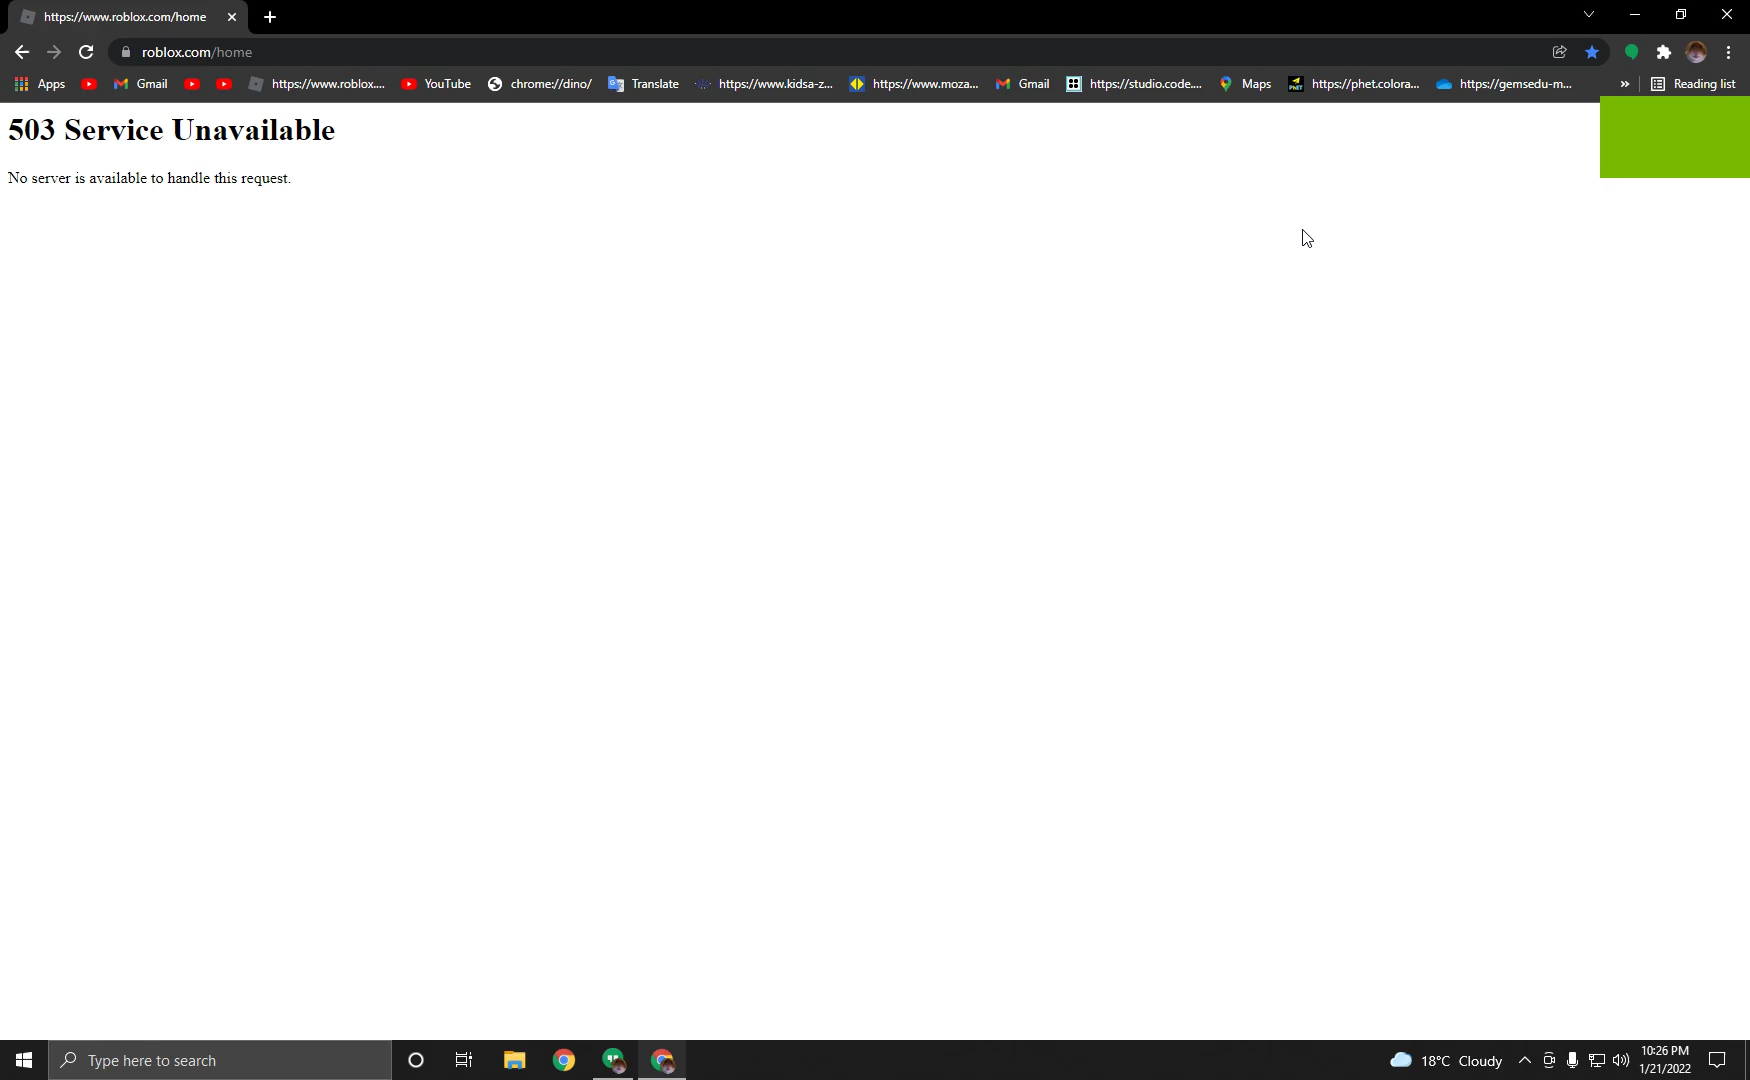 https://www.roblox.com/home
roblox.com/home
Apps Gmail https://www.roblox.... YouTube chrome://dino/ Translate https://www.kidsa-z... https://www.moza... Gmail https://studio.code.... Maps https://phet.colora... https://gemsedu-m... » Reading list
503 Service Unavailable
No server is available to handle this request.
Type here to search
18°C Cloudy
10:26 PM
1/21/2022